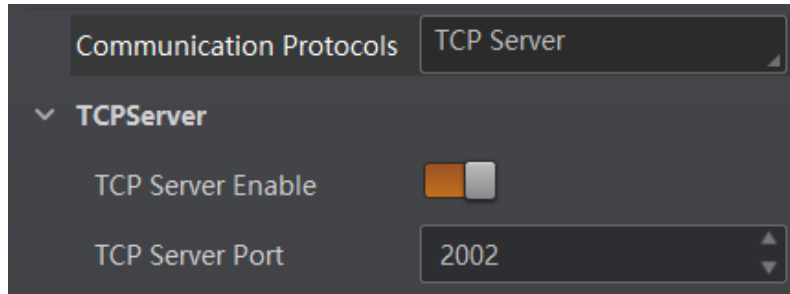 Communication Protocols TCP Server
TCPServer
TCP Server Enable
TCP Server Port 2002